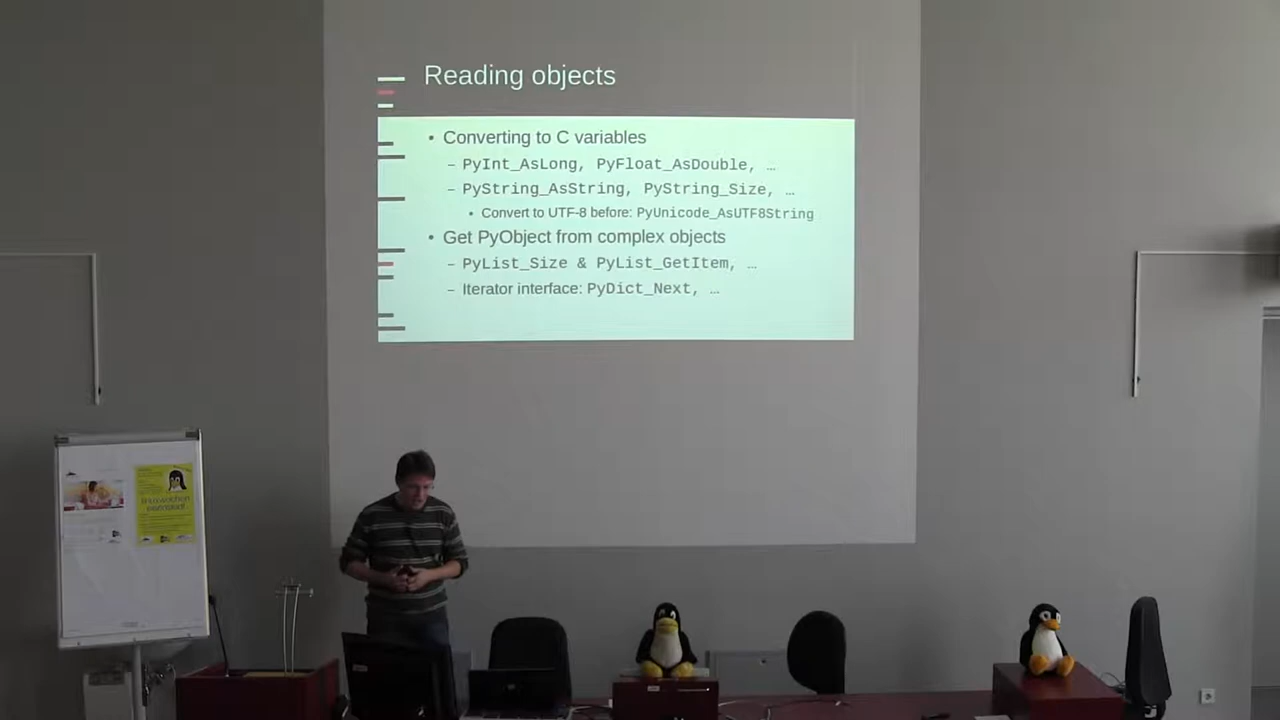 Reading objects
• Converting to C variables
– PyInt_AsLong, PyFloat_AsDouble, …
– PyString_AsString, PyString_Size, …
• Convert to UTF-8 before: PyUnicode_AsUTF8String
• Get PyObject from complex objects
– PyList_Size & PyList_GetItem, …
– Iterator interface: PyDict_Next, …